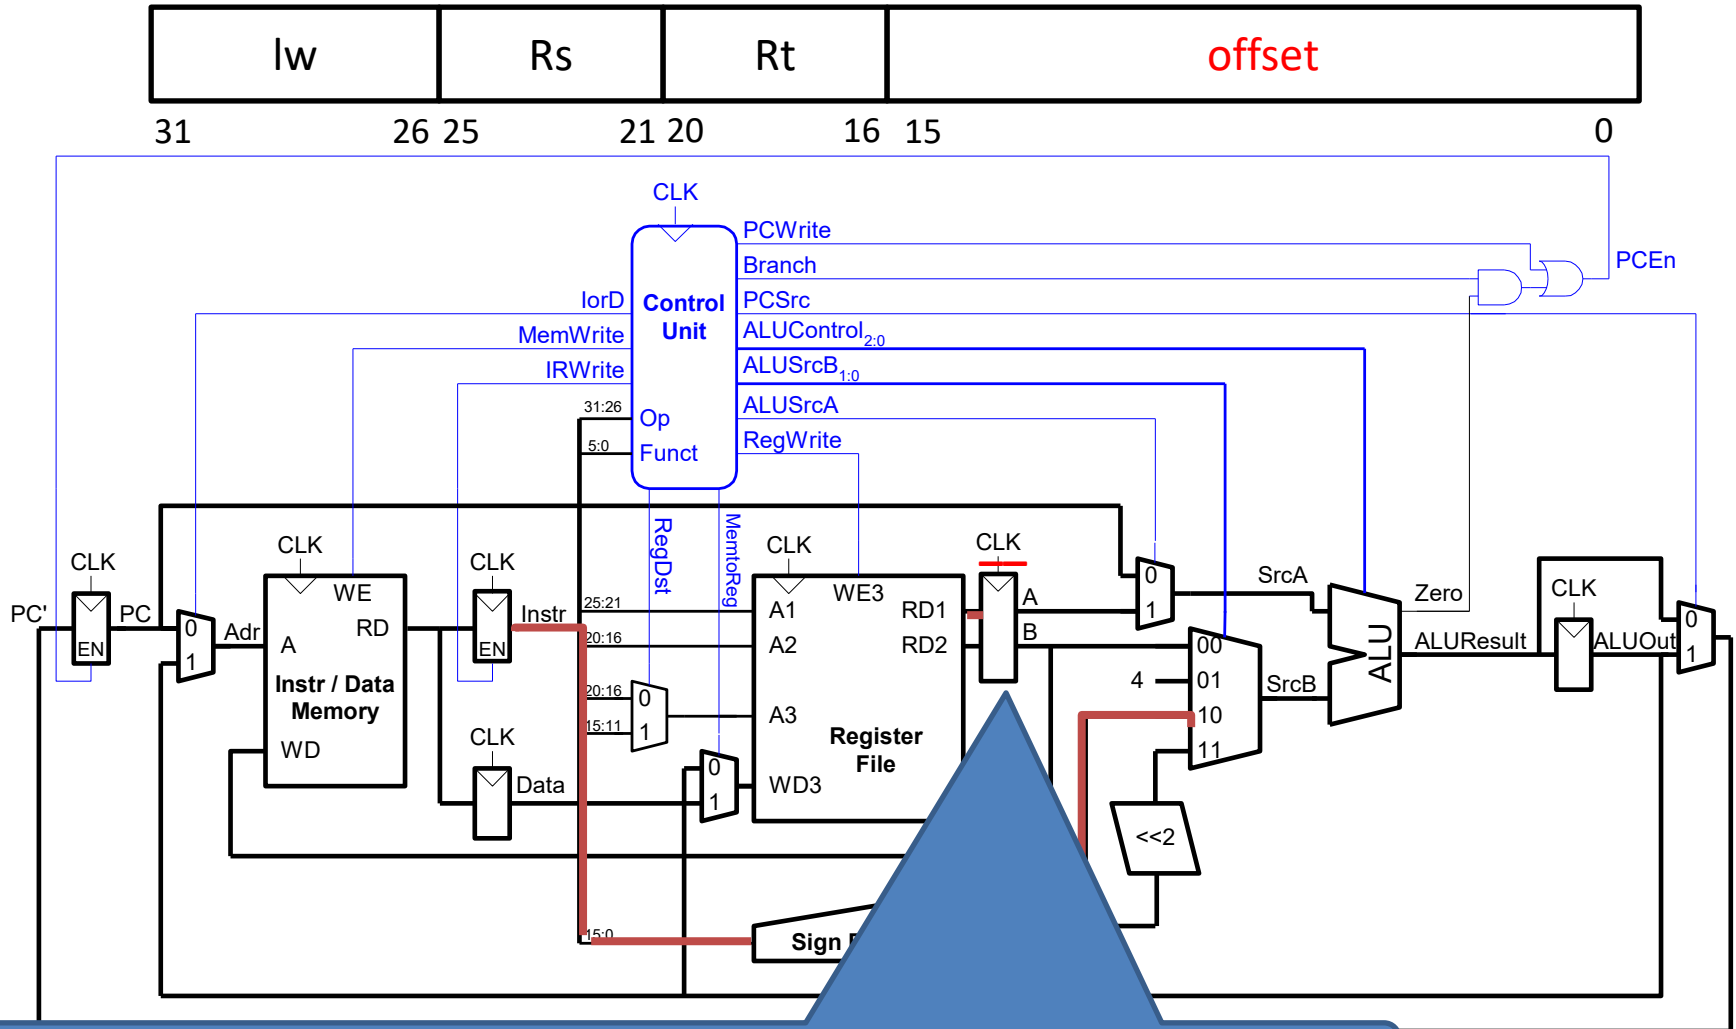 lw Rs Rt offset
31 26 25 21 20 16 15 0
CLK
PCWrite
Branch PCEn
IorD Control PCSrc
MemWrite Unit ALUControl2:0
IRWrite ALUSrcB1:0
31:26 Op ALUSrcA
5:0 Funct RegWrite
RegDst MemtoReg
CLK CLK CLK CLK CLK
PC' PC EN 0 1 Adr
WE A RD Instr / Data Memory WD
EN Instr
CLK Data
25:21
20:16
20:16 0
15:11 1
0 1
WE3
A1 RD1
A2 RD2
A3
Register
File
WD3
A
B
0 1 SrcA
00
4 01 SrcB
10
11
<<2
ALU
Zero
ALUResult
CLK
ALUOut
0
1
15:0
Sign